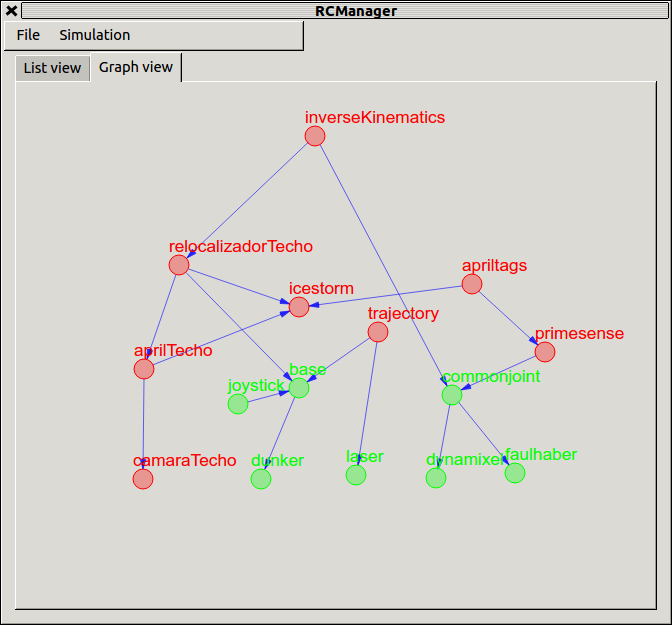 RCManager
File Simulation
List view Graph view
inverseKinematics
relocalizadorTecho
apriltags
icestorm
trajectory
primesense
aprilTecho
base
commonjoint
joystick
camaraTecho
dunker
laser
dynamixel
faulhaber